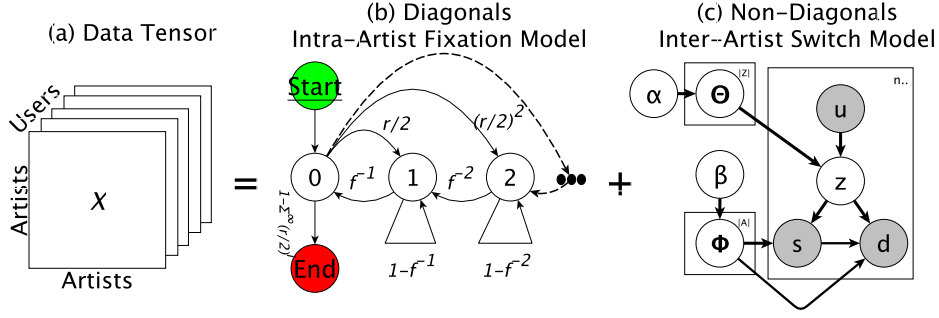 (a) Data Tensor
Users
Artists
X
Artists
=
(b) Diagonals
Intra-Artist Fixation Model
Start
r/2
(r/2)^2
0
f^-1
1
f^-2
2
End
1-f^-1
1-f^-2
+
(c) Non-Diagonals
Inter-Artist Switch Model
α
Θ
|Z|
n..
u
β
z
Φ
|A|
s
d